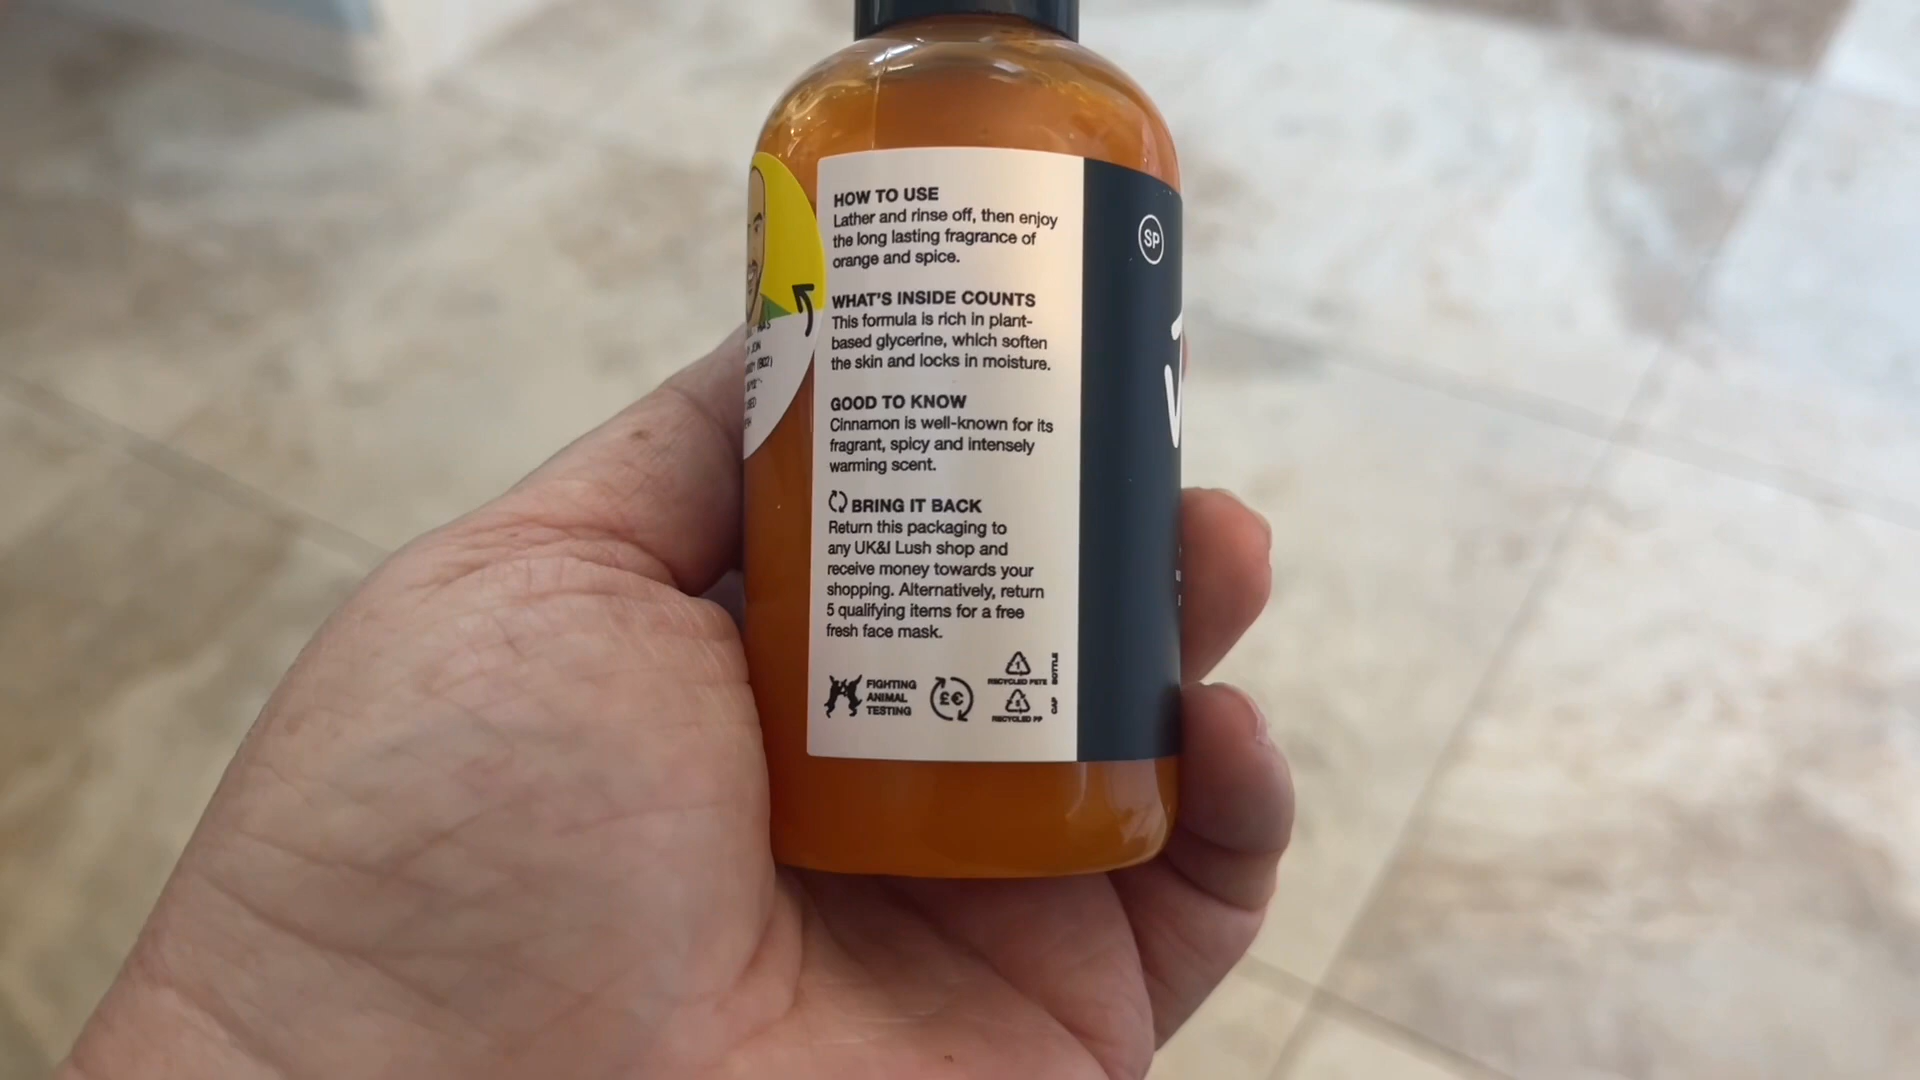 HOW TO USE
Lather and rinse off, then enjoy
the long lasting fragrance of
orange and spice.
WHAT'S INSIDE COUNTS
This formula is rich in plant-
based glycerine, which soften
the skin and locks in moisture.
GOOD TO KNOW
Cinnamon is well-known for its
fragrant, spicy and intensely
warming scent.
BRING IT BACK
Return this packaging to
any UK&I Lush shop and
receive money towards your
shopping. Alternatively, return
5 qualifying items for a free
fresh face mask.
FIGHTING
ANIMAL
TESTING
£€
1
RECYCLED PETE
BOTTLE
5
RECYCLED PP
CAP
SP
JON